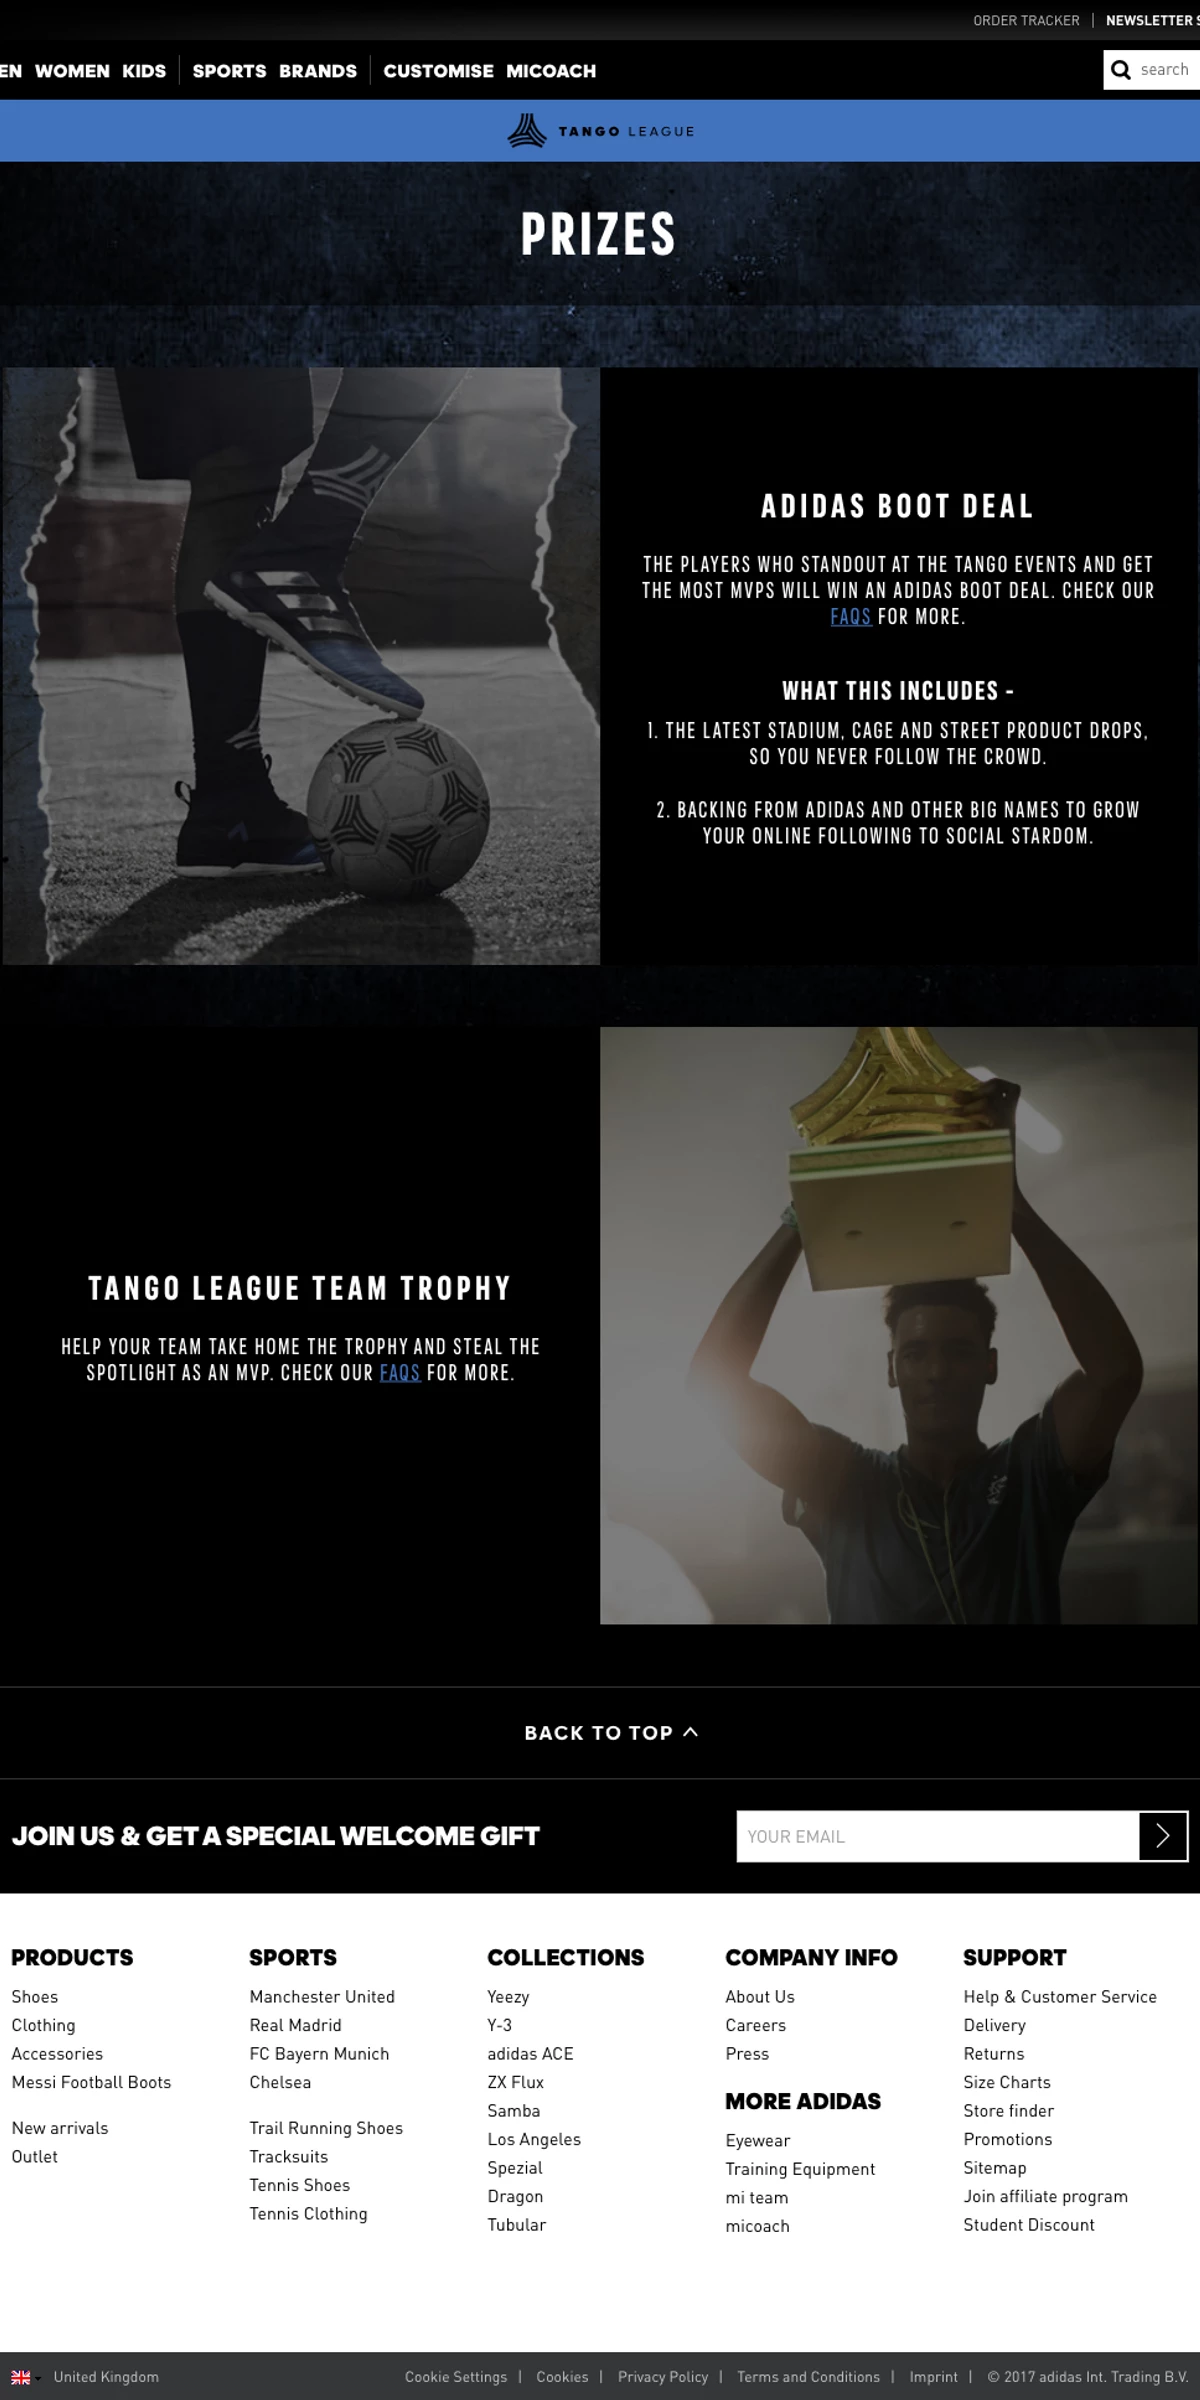 ORDER TRACKER | NEWSLETTER
EN WOMEN KIDS | SPORTS BRANDS | CUSTOMISE MICOACH
search
TANGO LEAGUE
PRIZES
ADIDAS BOOT DEAL
THE PLAYERS WHO STANDOUT AT THE TANGO EVENTS AND GET
THE MOST MVPS WILL WIN AN ADIDAS BOOT DEAL. CHECK OUR
FAQS FOR MORE.
WHAT THIS INCLUDES -
1. THE LATEST STADIUM, CAGE AND STREET PRODUCT DROPS,
SO YOU NEVER FOLLOW THE CROWD.
2. BACKING FROM ADIDAS AND OTHER BIG NAMES TO GROW
YOUR ONLINE FOLLOWING TO SOCIAL STARDOM.
TANGO LEAGUE TEAM TROPHY
HELP YOUR TEAM TAKE HOME THE TROPHY AND STEAL THE
SPOTLIGHT AS AN MVP. CHECK OUR FAQS FOR MORE.
BACK TO TOP
JOIN US & GET A SPECIAL WELCOME GIFT
YOUR EMAIL
PRODUCTS
Shoes
Clothing
Accessories
Messi Football Boots
New arrivals
Outlet
SPORTS
Manchester United
Real Madrid
FC Bayern Munich
Chelsea
Trail Running Shoes
Tracksuits
Tennis Shoes
Tennis Clothing
COLLECTIONS
Yeezy
Y-3
adidas ACE
ZX Flux
Samba
Los Angeles
Spezial
Dragon
Tubular
COMPANY INFO
About Us
Careers
Press
MORE ADIDAS
Eyewear
Training Equipment
mi team
micoach
SUPPORT
Help & Customer Service
Delivery
Returns
Size Charts
Store finder
Promotions
Sitemap
Join affiliate program
Student Discount
United Kingdom
Cookie Settings | Cookies | Privacy Policy | Terms and Conditions | Imprint | © 2017 adidas Int. Trading B.V.